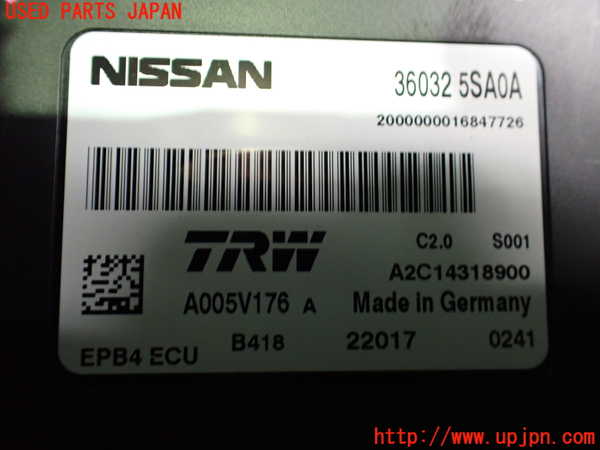 USED PARTS JAPAN
NISSAN 36032 5SA0A
2000000016847726
TRW C2.0 S001
A2C14318900
A005V176 A Made in Germany
EPB4 ECU B418 22017 0241
http://www.upjpn.com/